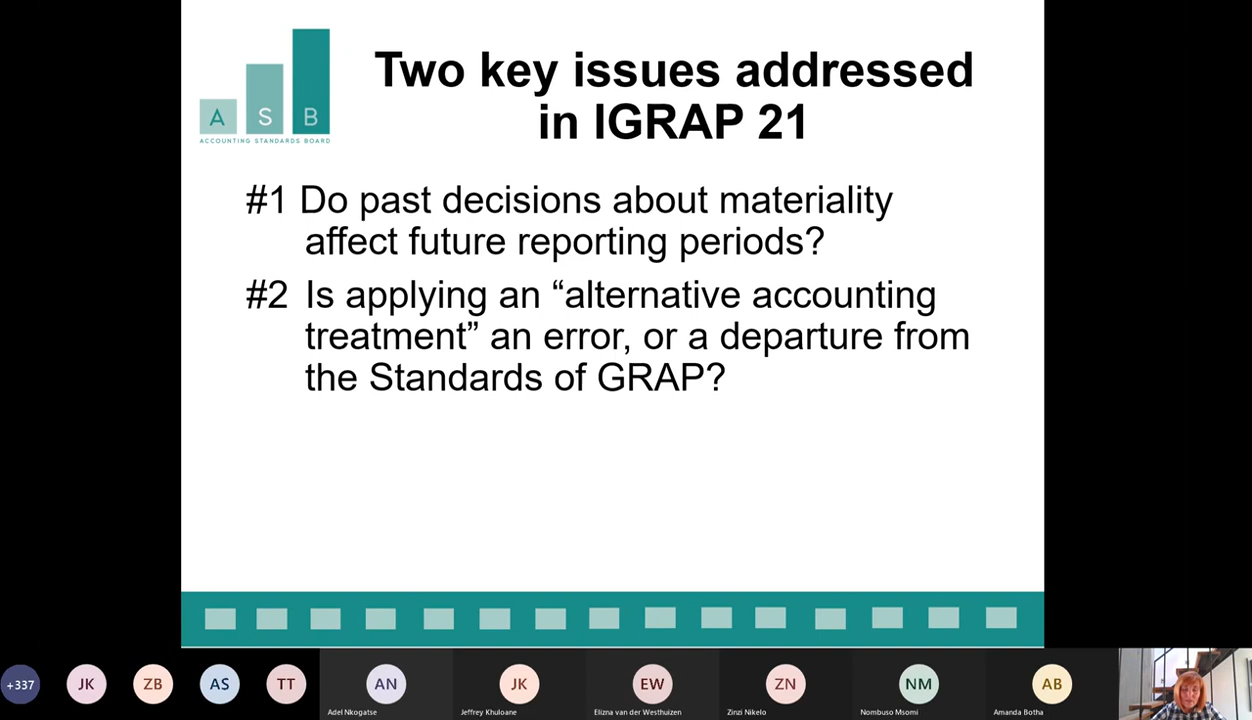 A S B
ACCOUNTING STANDARDS BOARD
Two key issues addressed
in IGRAP 21
#1 Do past decisions about materiality
affect future reporting periods?
#2 Is applying an “alternative accounting
treatment” an error, or a departure from
the Standards of GRAP?
+337
JK
ZB
AS
TT
AN
JK
EW
ZN
NM
AB
Adel Nkogatse
Jeffrey Khuloane
Elizna van der Westhuizen
Zinzi Nikelo
Nombuso Msomi
Amanda Botha